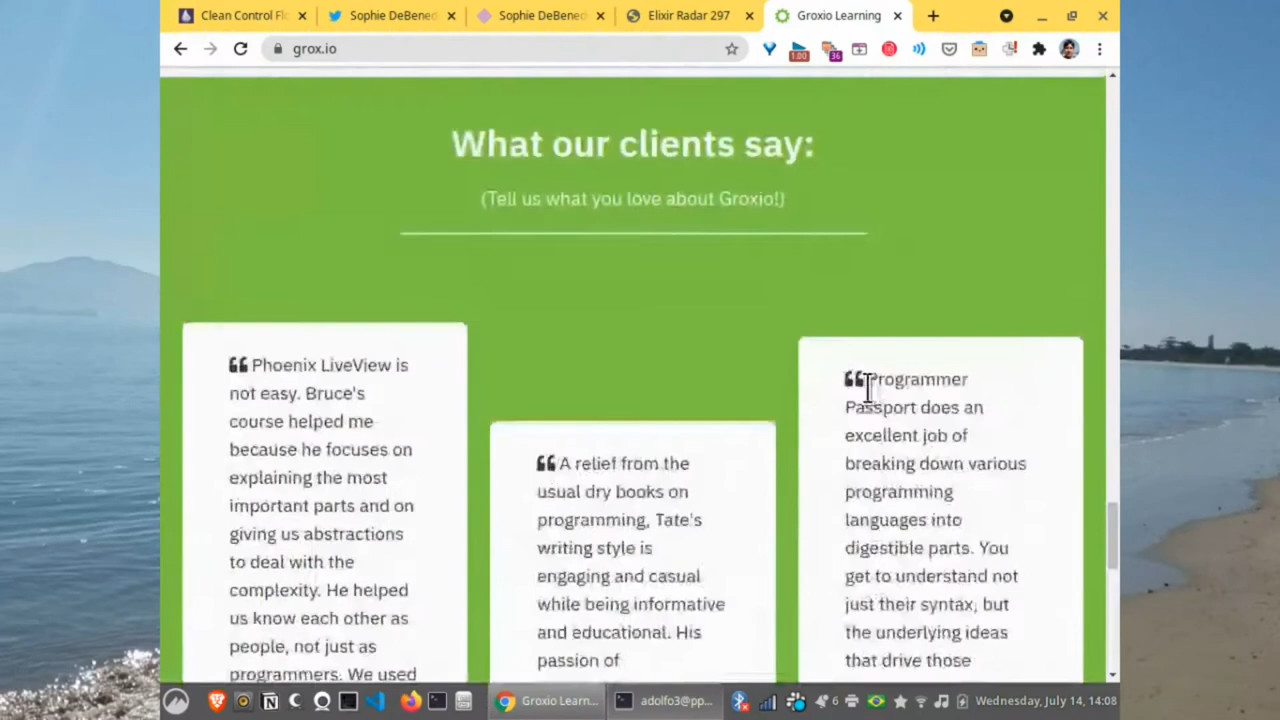 Clean Control Flo
Sophie DeBened
Sophie DeBened
Elixir Radar 297
Groxio Learning
grox.io
1.00
36
What our clients say:
(Tell us what you love about Groxio!)
Phoenix LiveView is
not easy. Bruce's
course helped me
because he focuses on
explaining the most
important parts and on
giving us abstractions
to deal with the
complexity. He helped
us know each other as
people, not just as
programmers. We used
A relief from the
usual dry books on
programming, Tate's
writing style is
engaging and casual
while being informative
and educational. His
passion of
Programmer
Passport does an
excellent job of
breaking down various
programming
languages into
digestible parts. You
get to understand not
just their syntax, but
the underlying ideas
that drive those
Groxio Learn...
adolfo3@pp...
6
Wednesday, July 14, 14:08